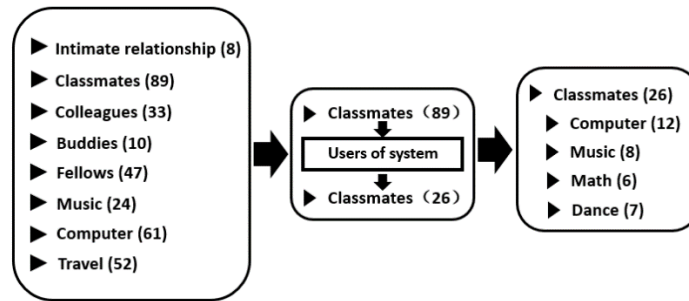 Intimate relationship (8)
Classmates (89)
Colleagues (33)
Buddies (10)
Fellows (47)
Music (24)
Computer (61)
Travel (52)
Classmates（89）
Users of system
Classmates（26）
Classmates (26)
Computer (12)
Music (8)
Math (6)
Dance (7)